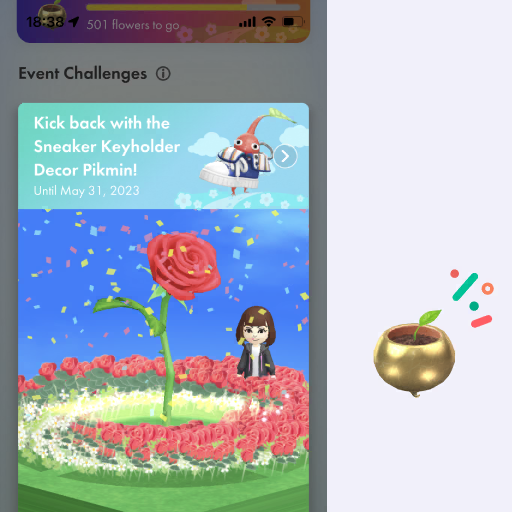 18:38
501 flowers to go
Event Challenges
Kick back with the
Sneaker Keyholder
Decor Pikmin!
Until May 31, 2023